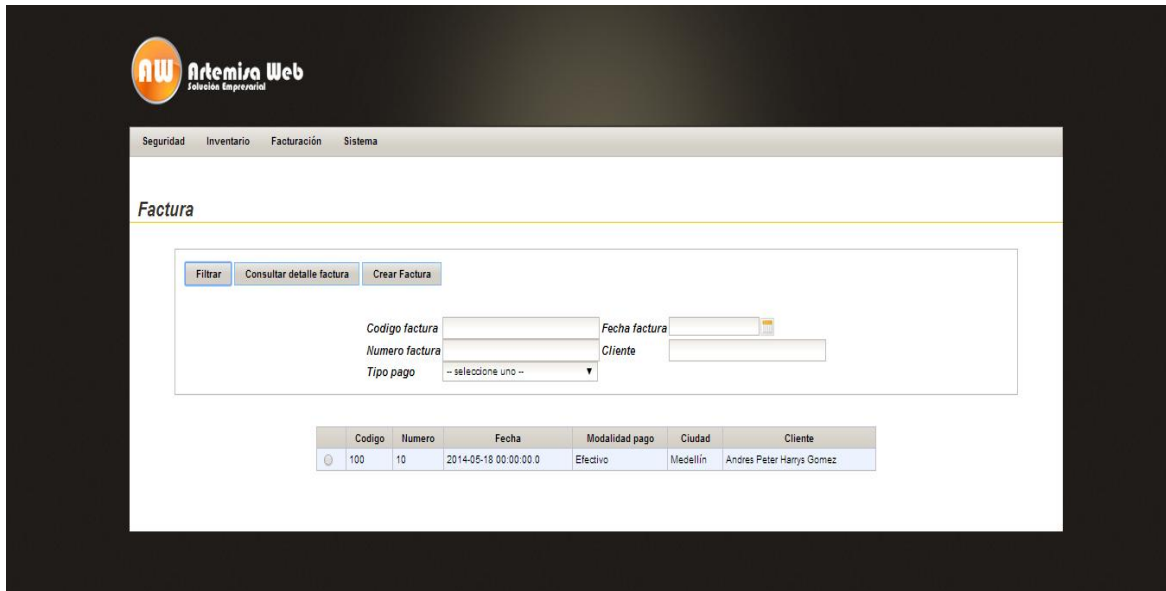 AW Artemisa Web
Solución Empresarial
Seguridad Inventario Facturación Sistema
Factura
Filtrar Consultar detalle factura Crear Factura
Codigo factura Fecha factura
Numero factura Cliente
Tipo pago -- seleccione uno --
Codigo Numero Fecha Modalidad pago Ciudad Cliente
100 10 2014-05-18 00:00:00.0 Efectivo Medellín Andres Peter Harrys Gomez